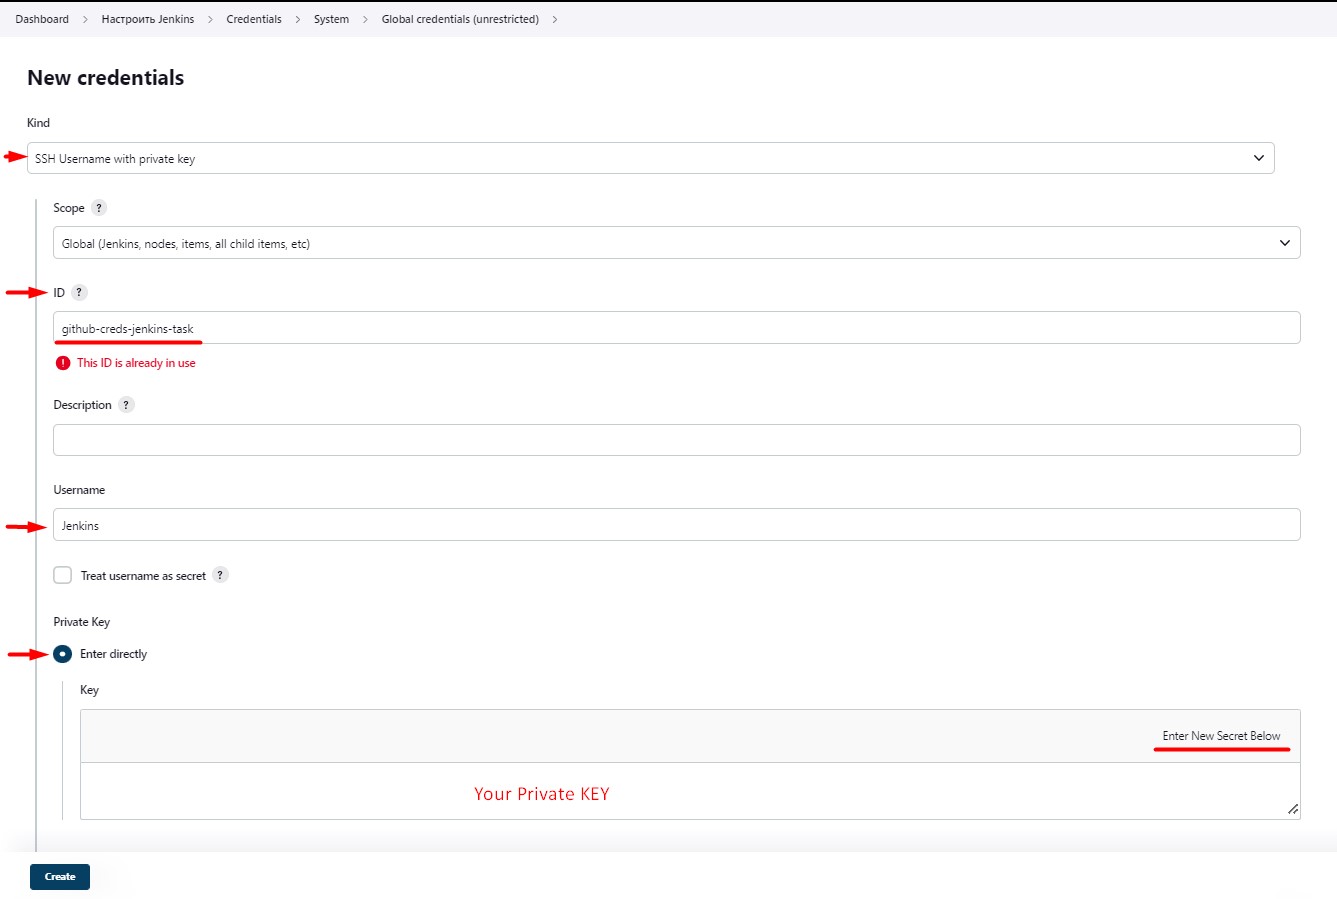 Dashboard > Настроить Jenkins > Credentials > System > Global credentials (unrestricted) >
New credentials
Kind
SSH Username with private key
Scope ?
Global (Jenkins, nodes, items, all child items, etc)
ID ?
github-creds-jenkins-task
! This ID is already in use
Description ?
Username
Jenkins
Treat username as secret ?
Private Key
Enter directly
Key
Enter New Secret Below
Your Private KEY
Create